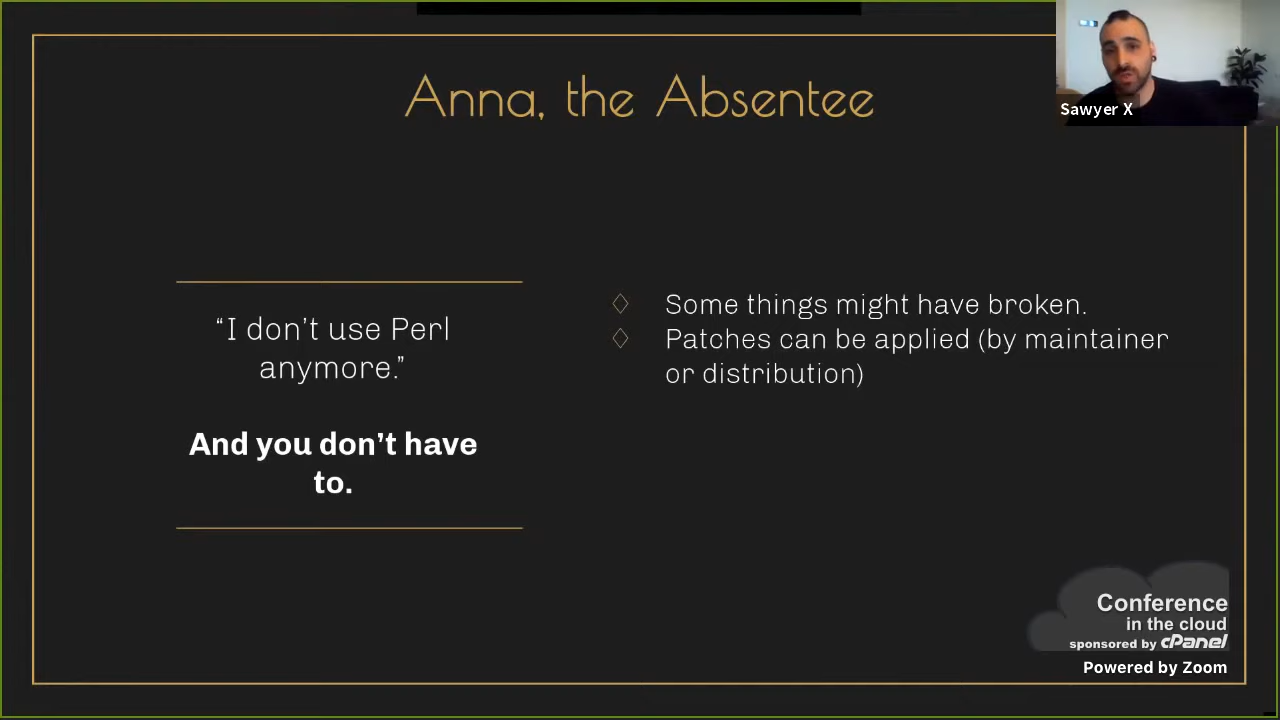 Anna, the Absentee
Sawyer X
“I don’t use Perl
anymore.”
And you don’t have
to.
♢ Some things might have broken.
♢ Patches can be applied (by maintainer
or distribution)
Conference
in the cloud
sponsored by cPanel
Powered by Zoom